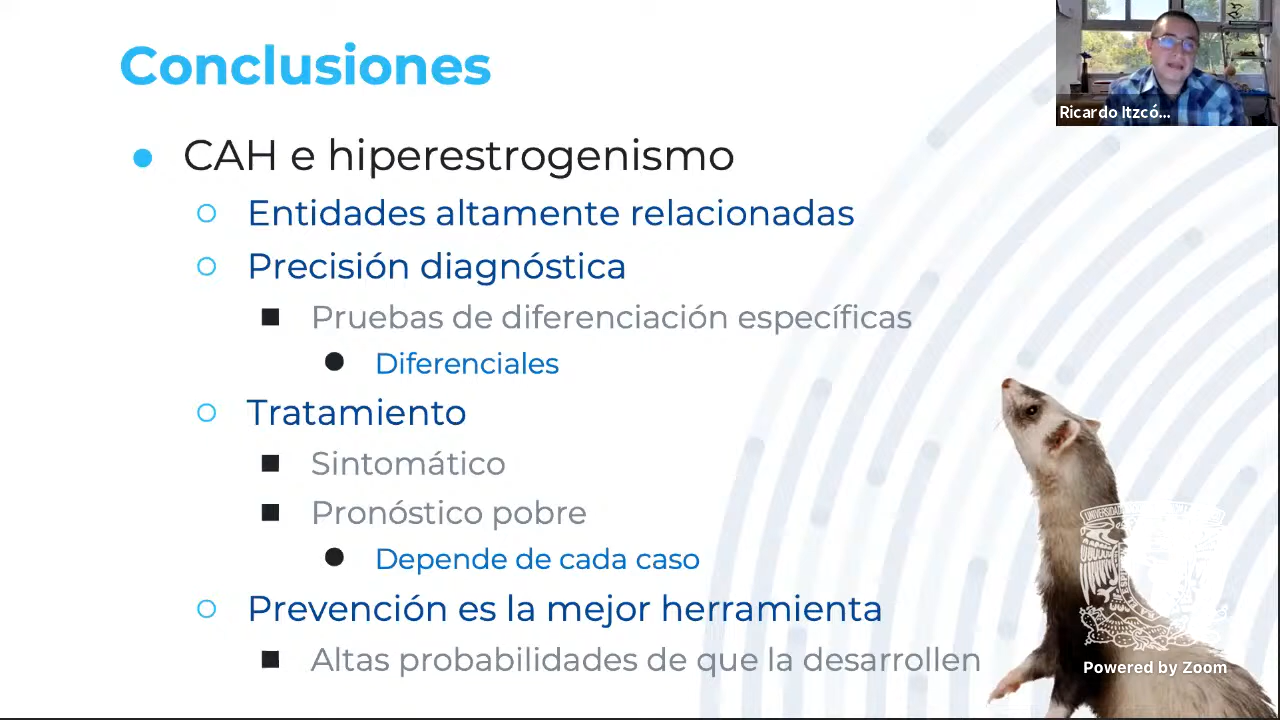 Conclusiones
Ricardo Itzcó...
● CAH e hiperestrogenismo
○ Entidades altamente relacionadas
○ Precisión diagnóstica
■ Pruebas de diferenciación específicas
● Diferenciales
○ Tratamiento
■ Sintomático
■ Pronóstico pobre
● Depende de cada caso
○ Prevención es la mejor herramienta
■ Altas probabilidades de que la desarrollen
Powered by Zoom